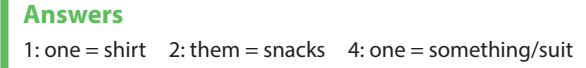 Answers
1: one = shirt 2: them = snacks 4: one = something/suit